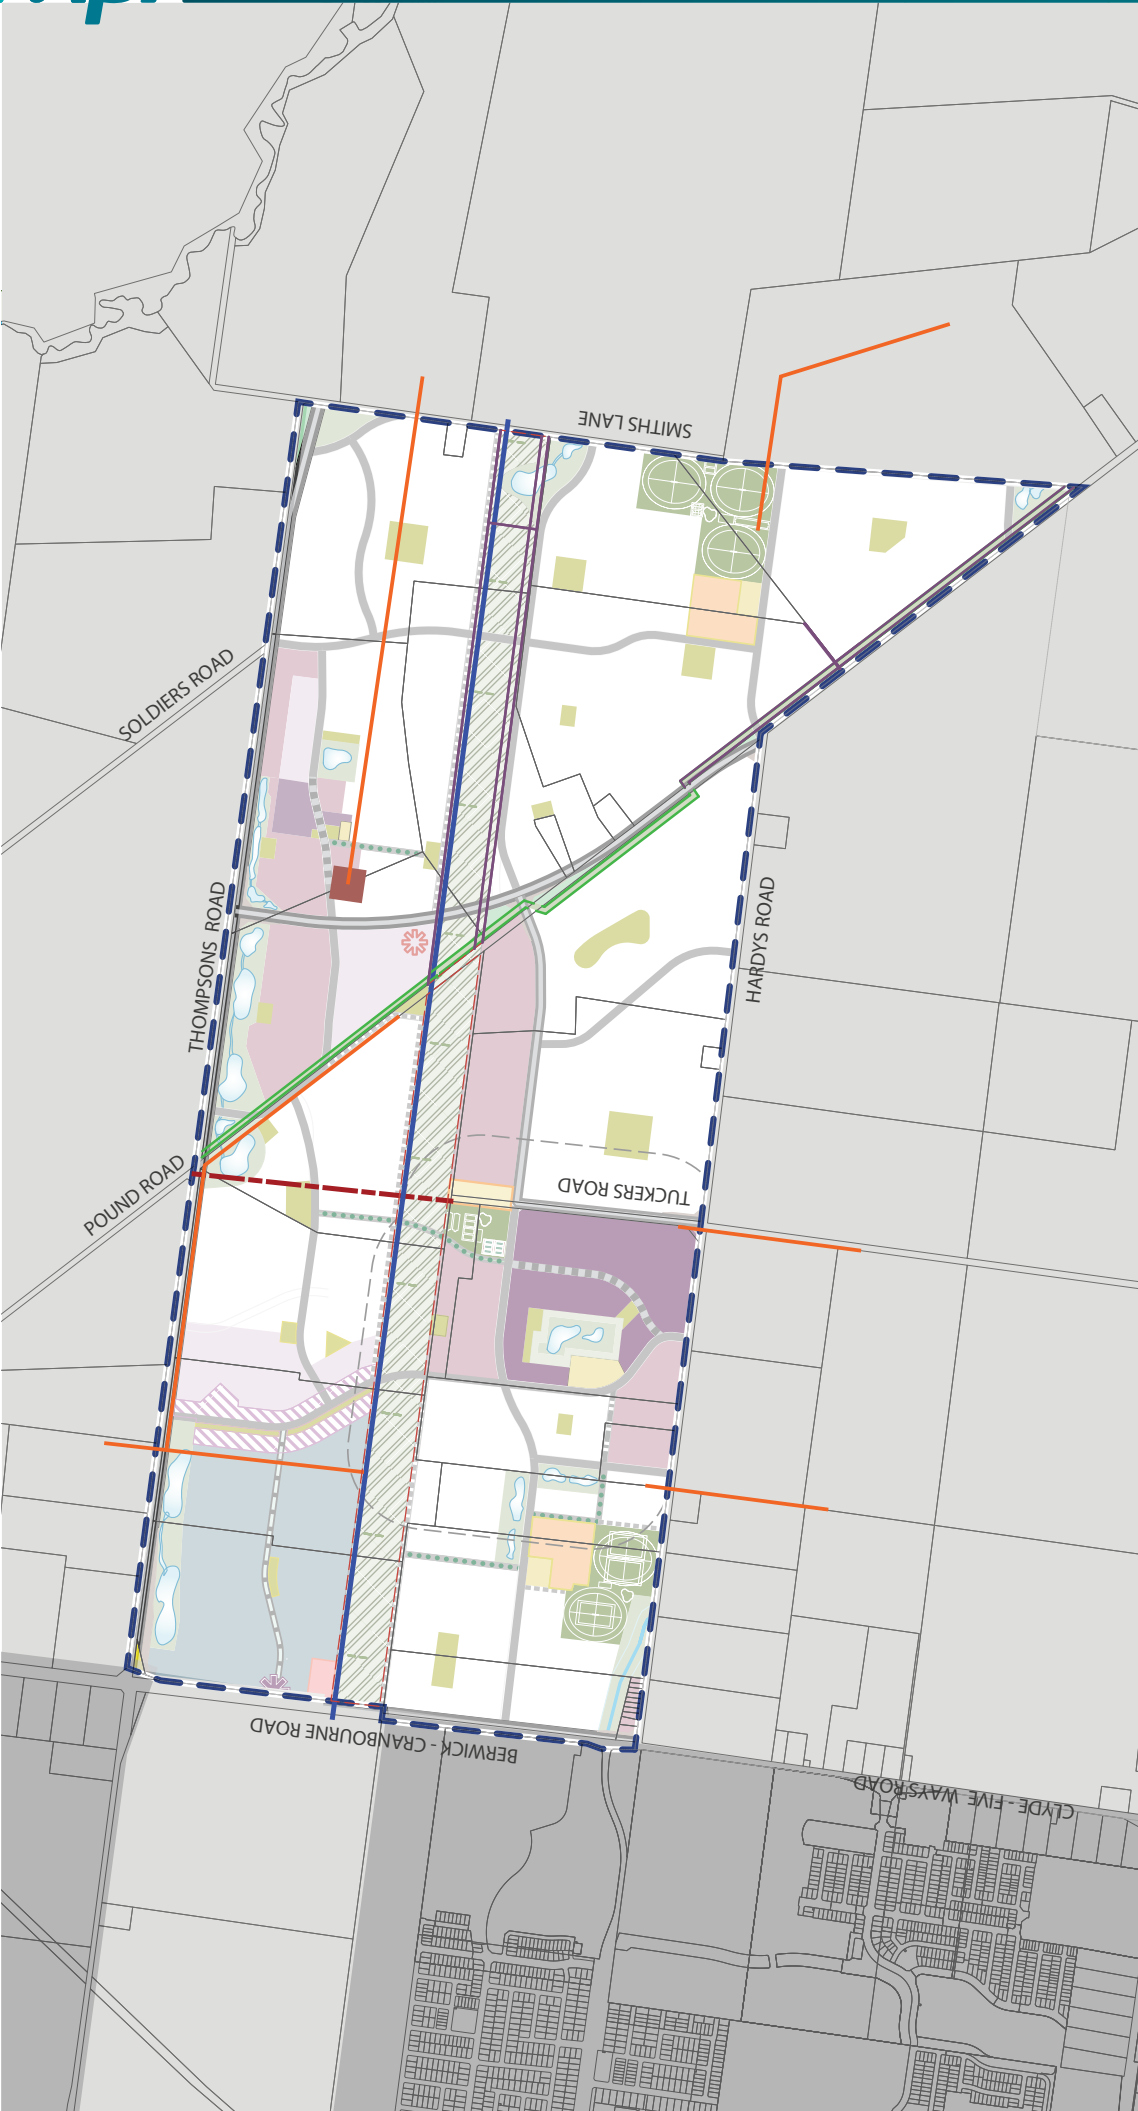 SMITHS LANE
SOLDIERS ROAD
THOMPSONS ROAD
HARDYS ROAD
POUND ROAD
TUCKERS ROAD
BERWICK - CRANBOURNE ROAD
CLYDE - FIVE WAYS ROAD